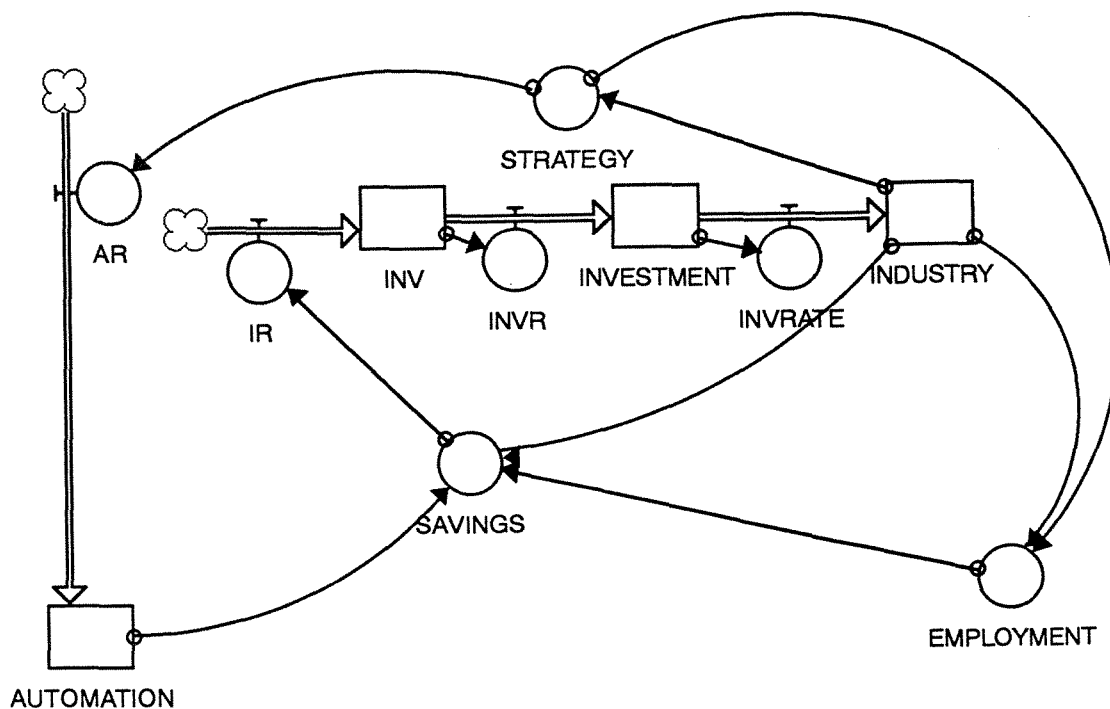 STRATEGY
AR
INV
INVESTMENT
INDUSTRY
IR
INVR
INVRATE
SAVINGS
EMPLOYMENT
AUTOMATION